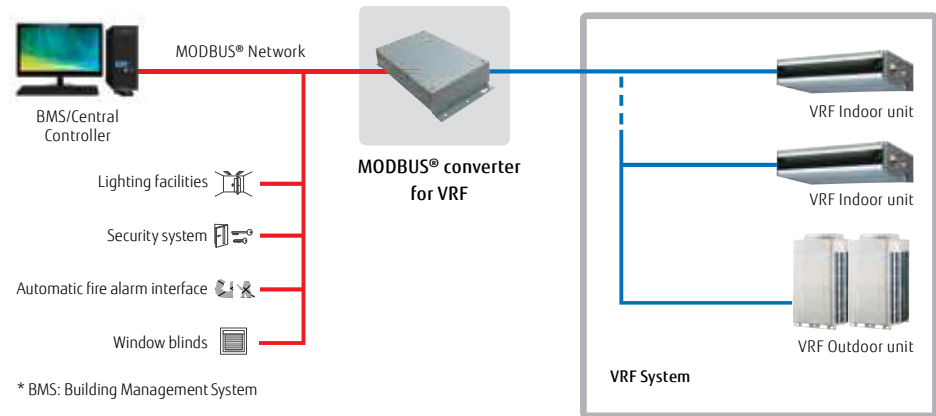 MODBUS® Network
BMS/Central
Controller
Lighting facilities
Security system
Automatic fire alarm interface
Window blinds
* BMS: Building Management System
MODBUS® converter
for VRF
VRF Indoor unit
VRF Indoor unit
VRF Outdoor unit
VRF System